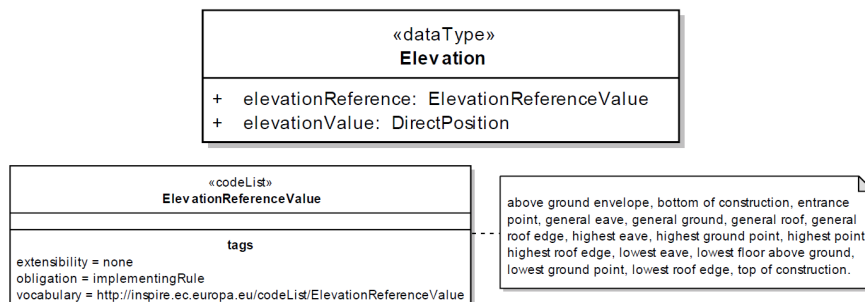 «dataType»
Elevation
+ elevationReference: ElevationReferenceValue
+ elevationValue: DirectPosition
«codeList»
ElevationReferenceValue
tags
extensibility = none
obligation = implementingRule
vocabulary = http://inspire.ec.europa.eu/codeList/ElevationReferenceValue
above ground envelope, bottom of construction, entrance
point, general eave, general ground, general roof, general
roof edge, highest eave, highest ground point, highest point,
highest roof edge, lowest eave, lowest floor above ground,
lowest ground point, lowest roof edge, top of construction.